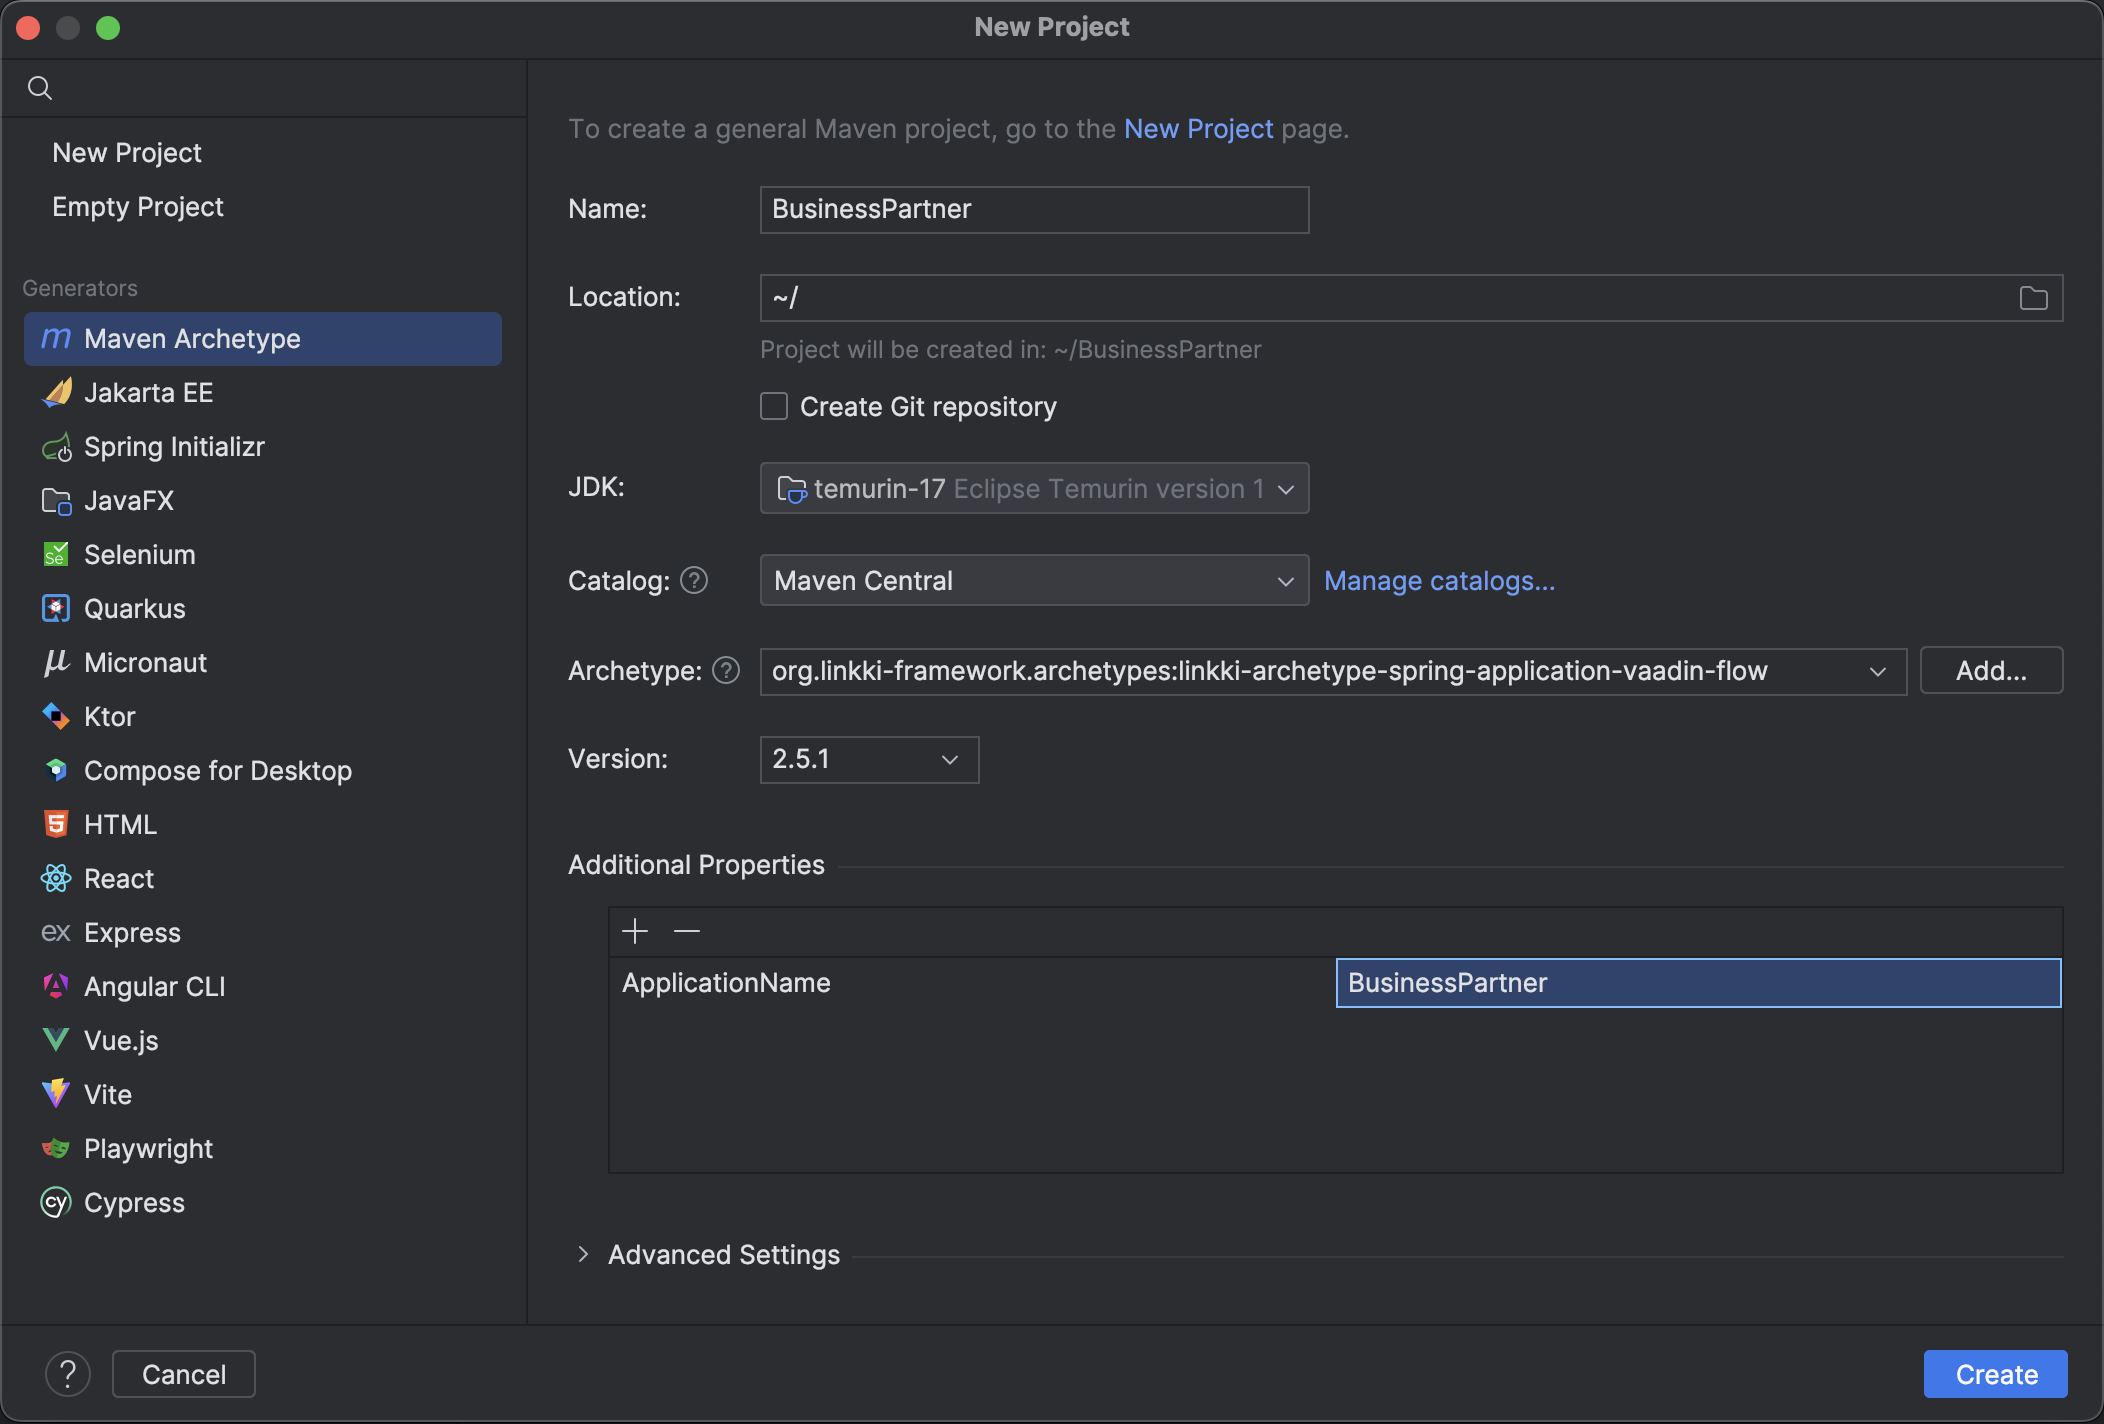 New Project
New Project
Empty Project
Generators
m Maven Archetype
Jakarta EE
Spring Initializr
JavaFX
Se Selenium
Quarkus
μ Micronaut
Ktor
Compose for Desktop
5 HTML
React
ex Express
Angular CLI
Vue.js
Vite
Playwright
cy Cypress
To create a general Maven project, go to the New Project page.
Name: BusinessPartner
Location: ~/
Project will be created in: ~/BusinessPartner
Create Git repository
JDK: temurin-17 Eclipse Temurin version 1
Catalog: ? Maven Central Manage catalogs...
Archetype: ? org.linkki-framework.archetypes:linkki-archetype-spring-application-vaadin-flow Add...
Version: 2.5.1
Additional Properties
ApplicationName BusinessPartner
Advanced Settings
? Cancel Create